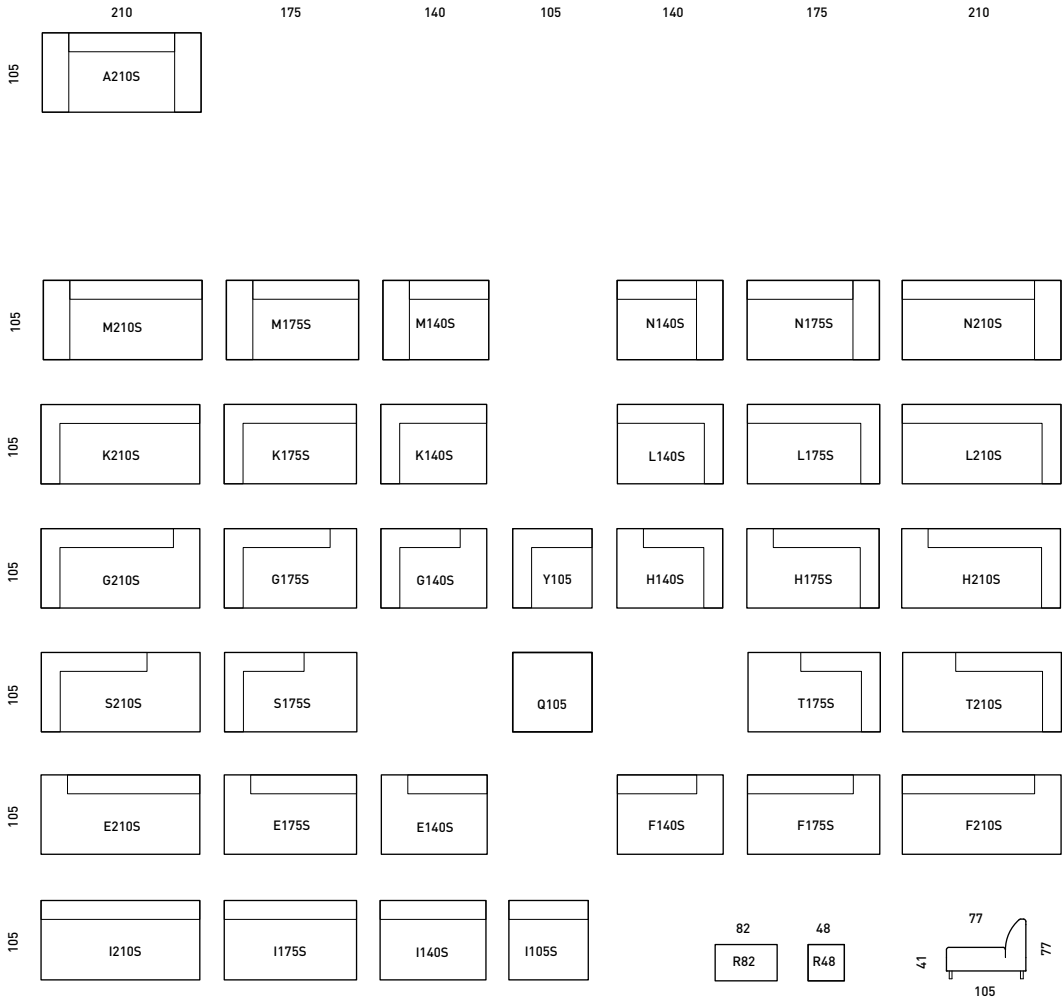 210 175 140 105 140 175 210
105 A210S
105 M210S M175S M140S N140S N175S N210S
105 K210S K175S K140S L140S L175S L210S
105 G210S G175S G140S Y105 H140S H175S H210S
105 S210S S175S Q105 T175S T210S
105 E210S E175S E140S F140S F175S F210S
105 I210S I175S I140S I105S
82 48 77
R82 R48 41 77
105